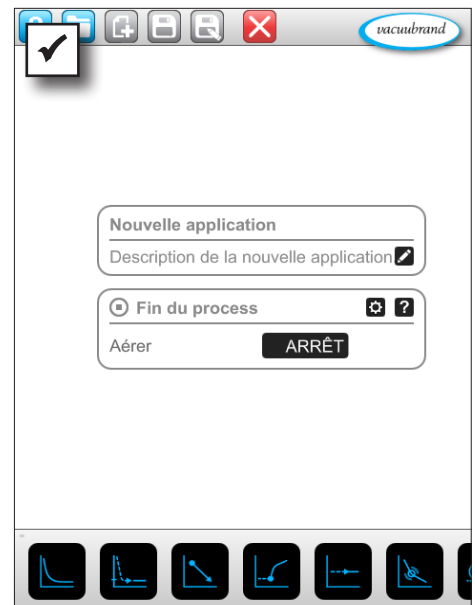 vacuubrand
Nouvelle application
Description de la nouvelle application
Fin du process
?
Aérer
ARRÊT